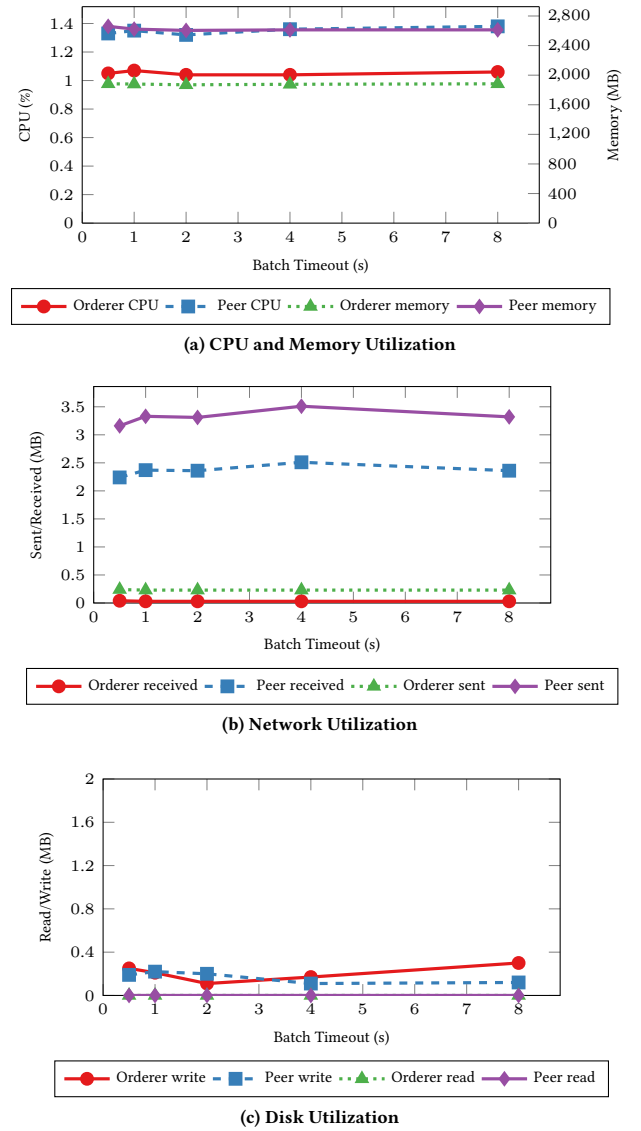 1.4
1.2
1
0.8
0.6
0.4
0.2
0
CPU (%)
2,800
2,400
2,000
1,600
1,200
800
400
0
Memory (MB)
0 1 2 3 4 5 6 7 8
Batch Timeout (s)
Orderer CPU Peer CPU Orderer memory Peer memory
(a) CPU and Memory Utilization
3.5
3
2.5
2
1.5
1
0.5
0
Sent/Received (MB)
0 1 2 3 4 5 6 7 8
Batch Timeout (s)
Orderer received Peer received Orderer sent Peer sent
(b) Network Utilization
2
1.6
1.2
0.8
0.4
0
Read/Write (MB)
0 1 2 3 4 5 6 7 8
Batch Timeout (s)
Orderer write Peer write Orderer read Peer read
(c) Disk Utilization